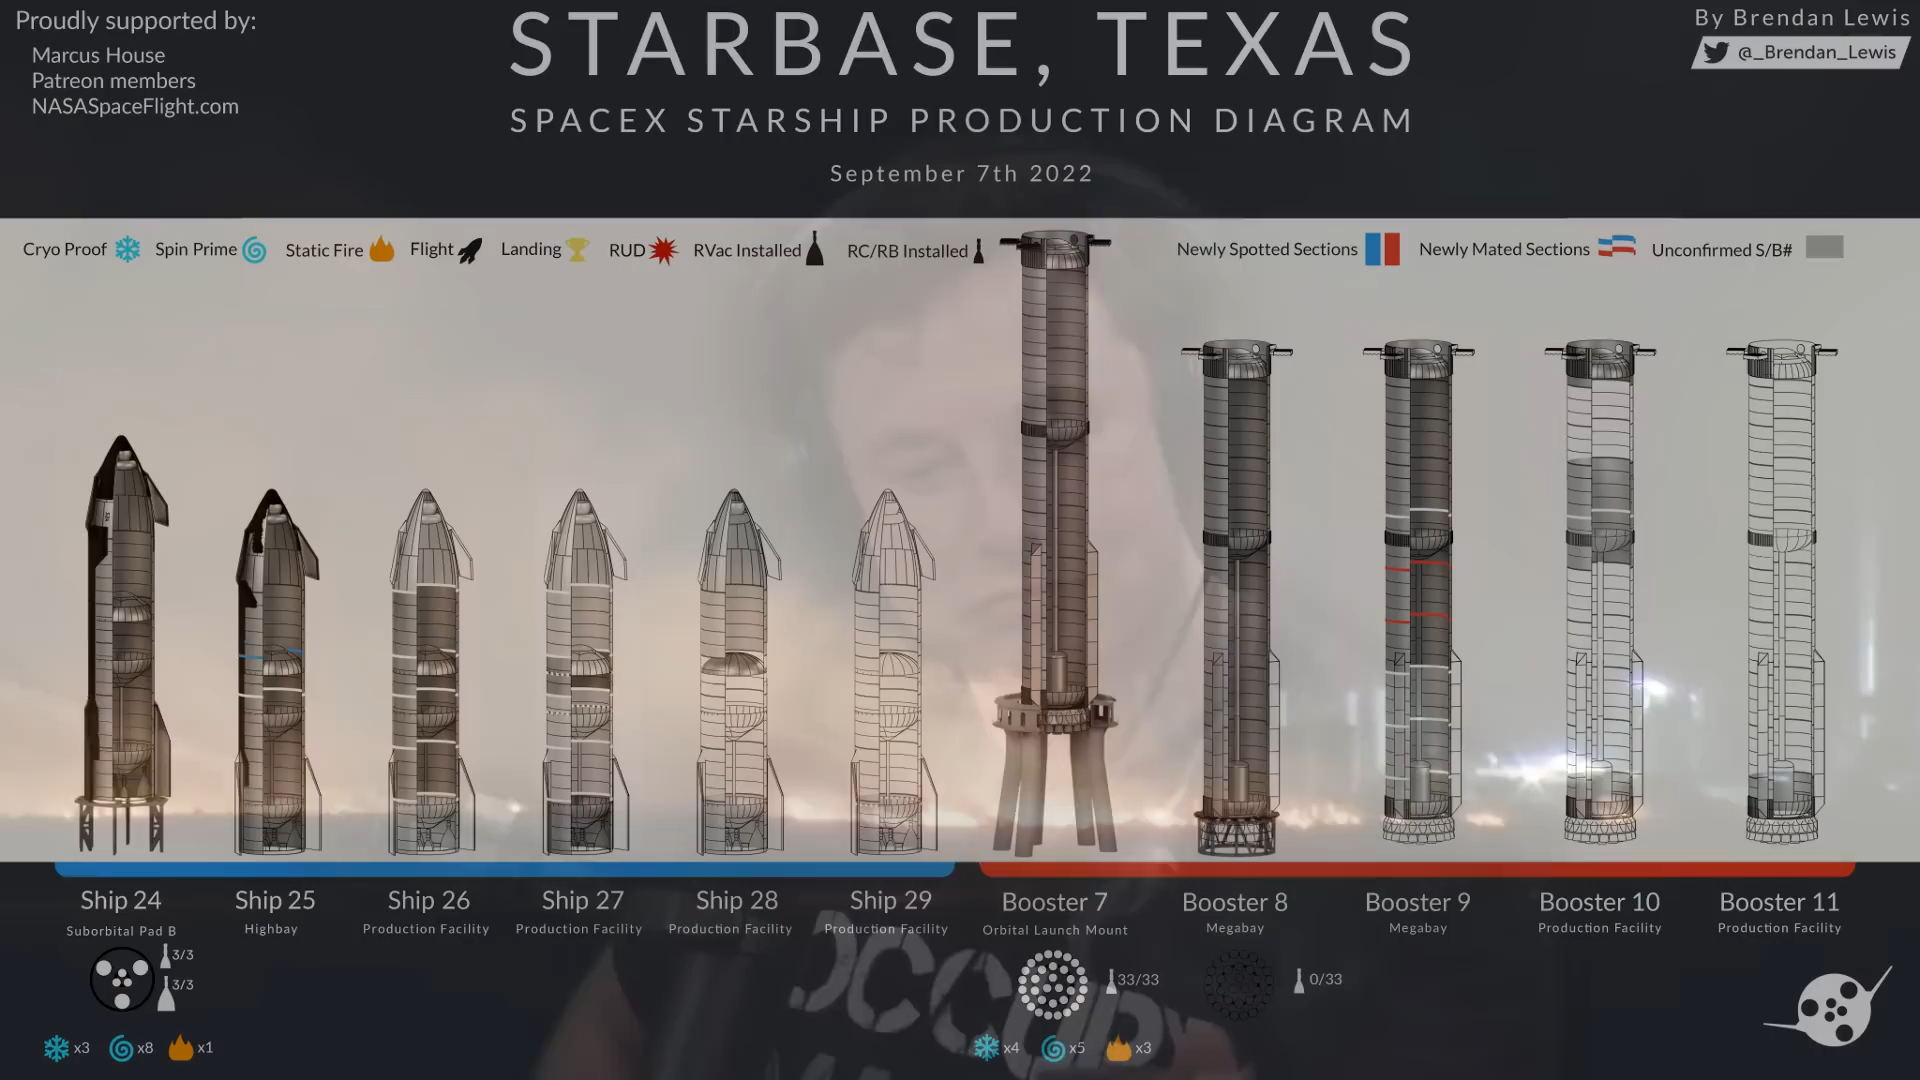 Proudly supported by:
Marcus House
Patreon members
NASASpaceFlight.com
STARBASE, TEXAS
SPACEX STARSHIP PRODUCTION DIAGRAM
September 7th 2022
By Brendan Lewis
@_Brendan_Lewis
Cryo Proof
Spin Prime
Static Fire
Flight
Landing
RUD
RVac Installed
RC/RB Installed
Newly Spotted Sections
Newly Mated Sections
Unconfirmed S/B#
Ship 24
Suborbital Pad B
3/3
3/3
x3
x8
x1
Ship 25
Highbay
Ship 26
Production Facility
Ship 27
Production Facility
Ship 28
Production Facility
Ship 29
Production Facility
Booster 7
Orbital Launch Mount
33/33
x4
x5
x3
Booster 8
Megabay
0/33
Booster 9
Megabay
Booster 10
Production Facility
Booster 11
Production Facility